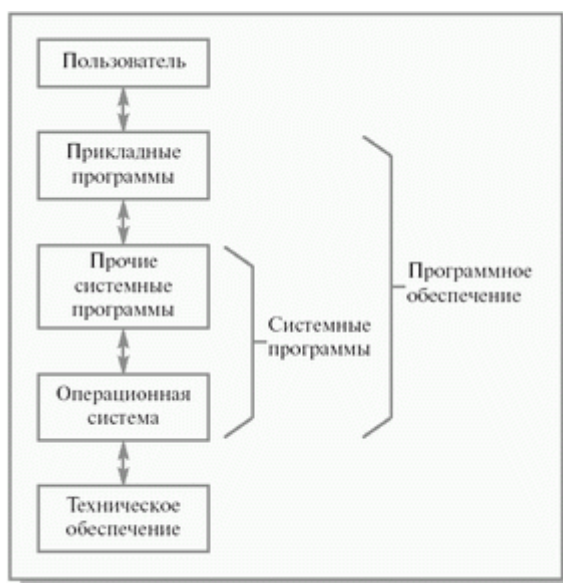 Пользователь
Прикладные
программы
Прочие
системные
программы
Операционная
система
Техническое
обеспечение
Системные
программы
Программное
обеспечение